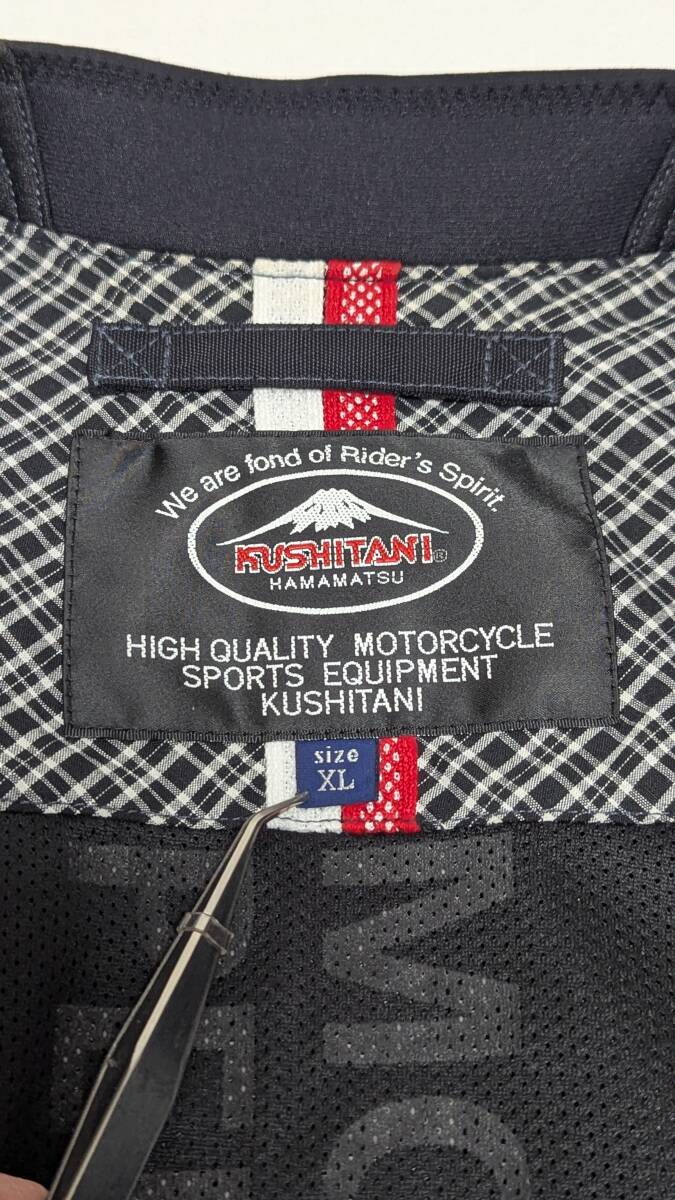 We are fond of Rider's Spirit.
KUSHITANI®
HAMAMATSU
HIGH QUALITY MOTORCYCLE
SPORTS EQUIPMENT
KUSHITANI
size
XL